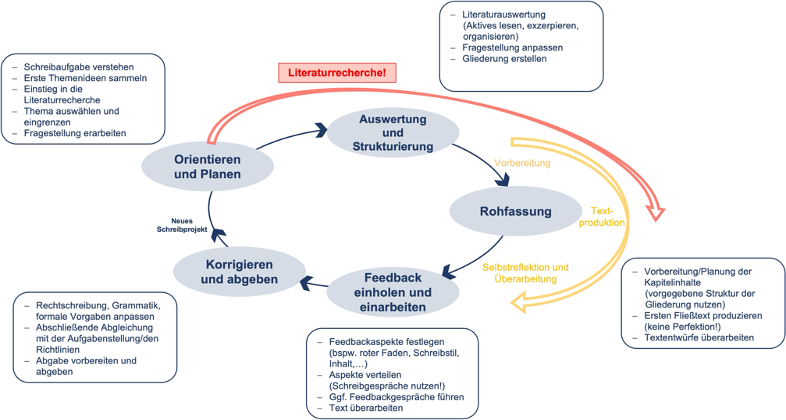 – Literaturauswertung
(Aktives lesen, exzerpieren,
organisieren)
– Fragestellung anpassen
– Gliederung erstellen
– Schreibaufgabe verstehen
– Erste Themenideen sammeln
– Einstieg in die
Literaturrecherche
– Thema auswählen und
eingrenzen
– Fragestellung erarbeiten
Literaturrecherche!
Auswertung
und
Strukturierung
Orientieren
und Planen
Vorbereitung
Rohfassung
Text-
produktion
Neues
Schreibprojekt
Korrigieren
und abgeben
Feedback
einholen und
einarbeiten
Selbstreflektion und
Überarbeitung
– Vorbereitung/Planung der
Kapitelinhalte
(vorgegebene Struktur der
Gliederung nutzen)
– Ersten Fließtext produzieren
(keine Perfektion!)
– Textentwürfe überarbeiten
– Rechtschreibung, Grammatik,
formale Vorgaben anpassen
– Abschließende Abgleichung
mit der Aufgabenstellung/den
Richtlinien
– Abgabe vorbereiten und
abgeben
– Feedbackaspekte festlegen
(bspw. roter Faden, Schreibstil,
Inhalt,…)
– Aspekte verteilen
(Schreibgespräche nutzen!)
– Ggf. Feedbackgespräche führen
– Text überarbeiten